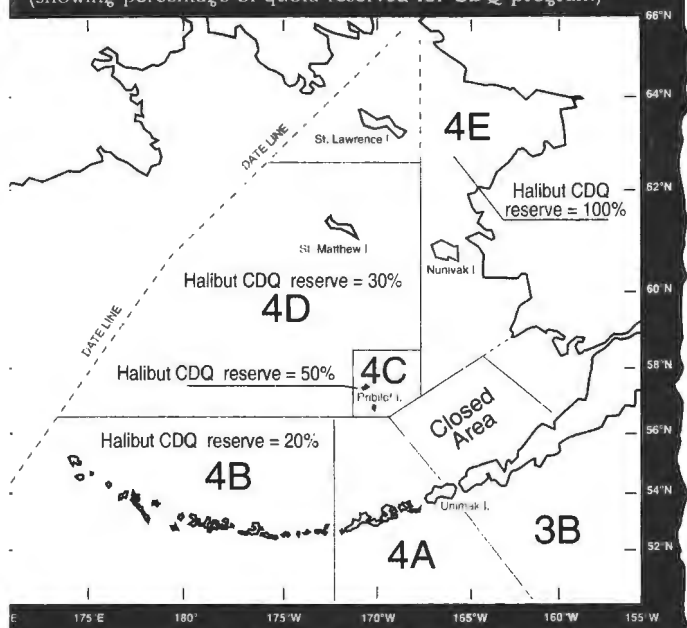 (showing percentage of quota reserved for CDQ program)
66°N
64°N
62°N
60°N
58°N
56°N
54°N
52°N
DATE LINE
St. Lawrence I
4E
Halibut CDQ
reserve = 100%
St. Matthew I.
Nunivak I
Halibut CDQ reserve = 30%
4D
DATE LINE
Halibut CDQ reserve = 50%
4C
Pribilof I.
Closed
Area
Halibut CDQ reserve = 20%
4B
Unimak I.
4A
3B
E
175°E
180°
175°W
170°W
165°W
160°W
155°W